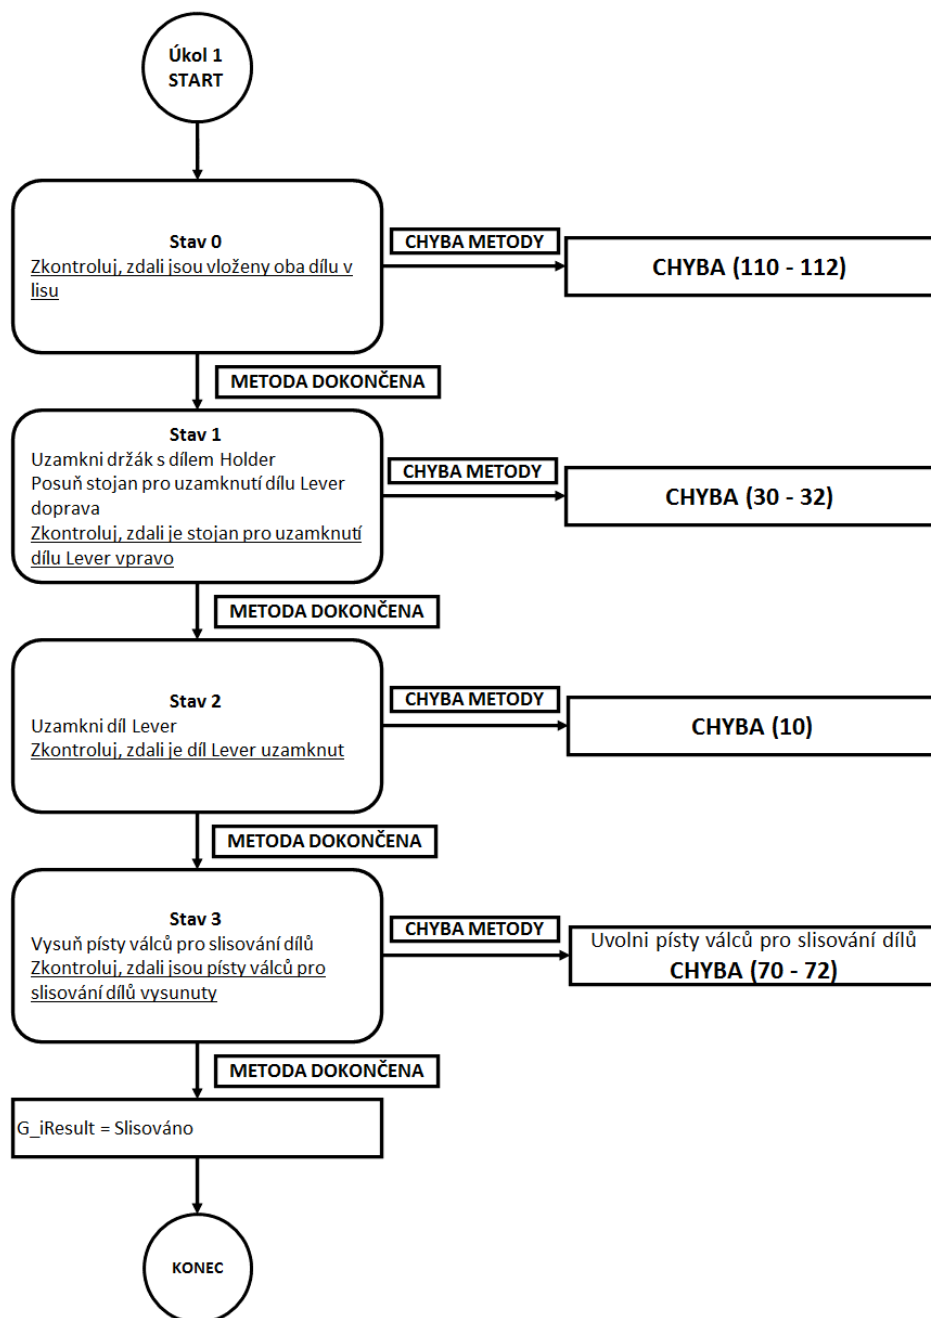 Úkol 1
START
Stav 0
Zkontroluj, zdali jsou vloženy oba dílu v
lisu
CHYBA METODY
CHYBA (110 - 112)
METODA DOKONČENA
Stav 1
Uzamkni držák s dílem Holder
Posuň stojan pro uzamknutí dílu Lever
doprava
Zkontroluj, zdali je stojan pro uzamknutí
dílu Lever vpravo
CHYBA METODY
CHYBA (30 - 32)
METODA DOKONČENA
Stav 2
Uzamkni díl Lever
Zkontroluj, zdali je díl Lever uzamknut
CHYBA METODY
CHYBA (10)
METODA DOKONČENA
Stav 3
Vysuň písty válců pro slisování dílů
Zkontroluj, zdali jsou písty válců pro
slisování dílů vysunuty
CHYBA METODY
Uvolni písty válců pro slisování dílů
CHYBA (70 - 72)
METODA DOKONČENA
G_iResult = Slisováno
KONEC